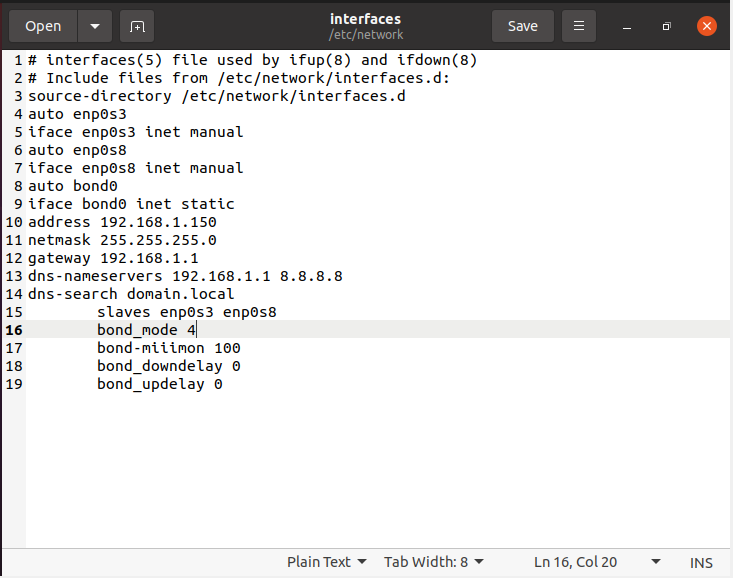 Open
Save
interfaces
/etc/network
1 # interfaces(5) file used by ifup(8) and ifdown(8)
2 # Include files from /etc/network/interfaces.d:
3 source-directory /etc/network/interfaces.d
4 auto enp0s3
5 iface enp0s3 inet manual
6 auto enp0s8
7 iface enp0s8 inet manual
8 auto bond0
9 iface bond0 inet static
10 address 192.168.1.150
11 netmask 255.255.255.0
12 gateway 192.168.1.1
13 dns-nameservers 192.168.1.1 8.8.8.8
14 dns-search domain.local
15 slaves enp0s3 enp0s8
16 bond_mode 4
17 bond-miiimon 100
18 bond_downdelay 0
19 bond_updelay 0
Plain Text Tab Width: 8 Ln 16, Col 20 INS